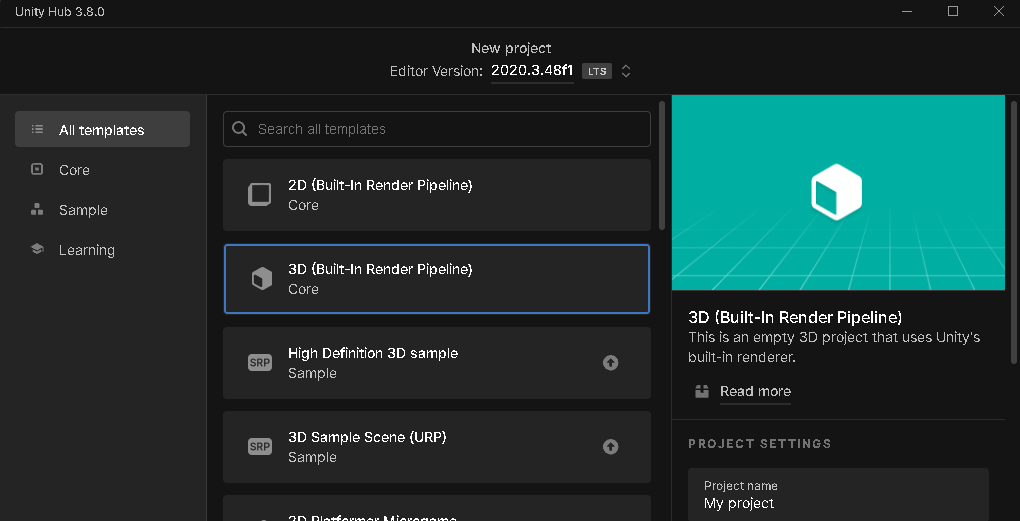 Unity Hub 3.8.0
New project
Editor Version: 2020.3.48f1 LTS
All templates
Core
Sample
Learning
Search all templates
2D (Built-In Render Pipeline)
Core
3D (Built-In Render Pipeline)
Core
SRP
High Definition 3D sample
Sample
SRP
3D Sample Scene (URP)
Sample
2D Platformer Microgame
3D (Built-In Render Pipeline)
This is an empty 3D project that uses Unity's
built-in renderer.
Read more
PROJECT SETTINGS
Project name
My project